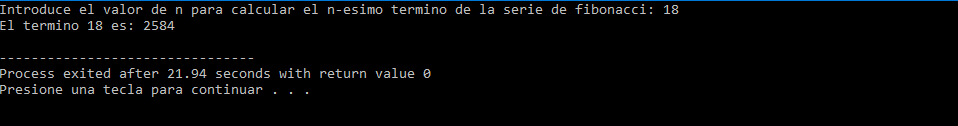 Introduce el valor de n para calcular el n-esimo termino de la serie de fibonacci: 18
El termino 18 es: 2584
--------------------------------
Process exited after 21.94 seconds with return value 0
Presione una tecla para continuar . . .